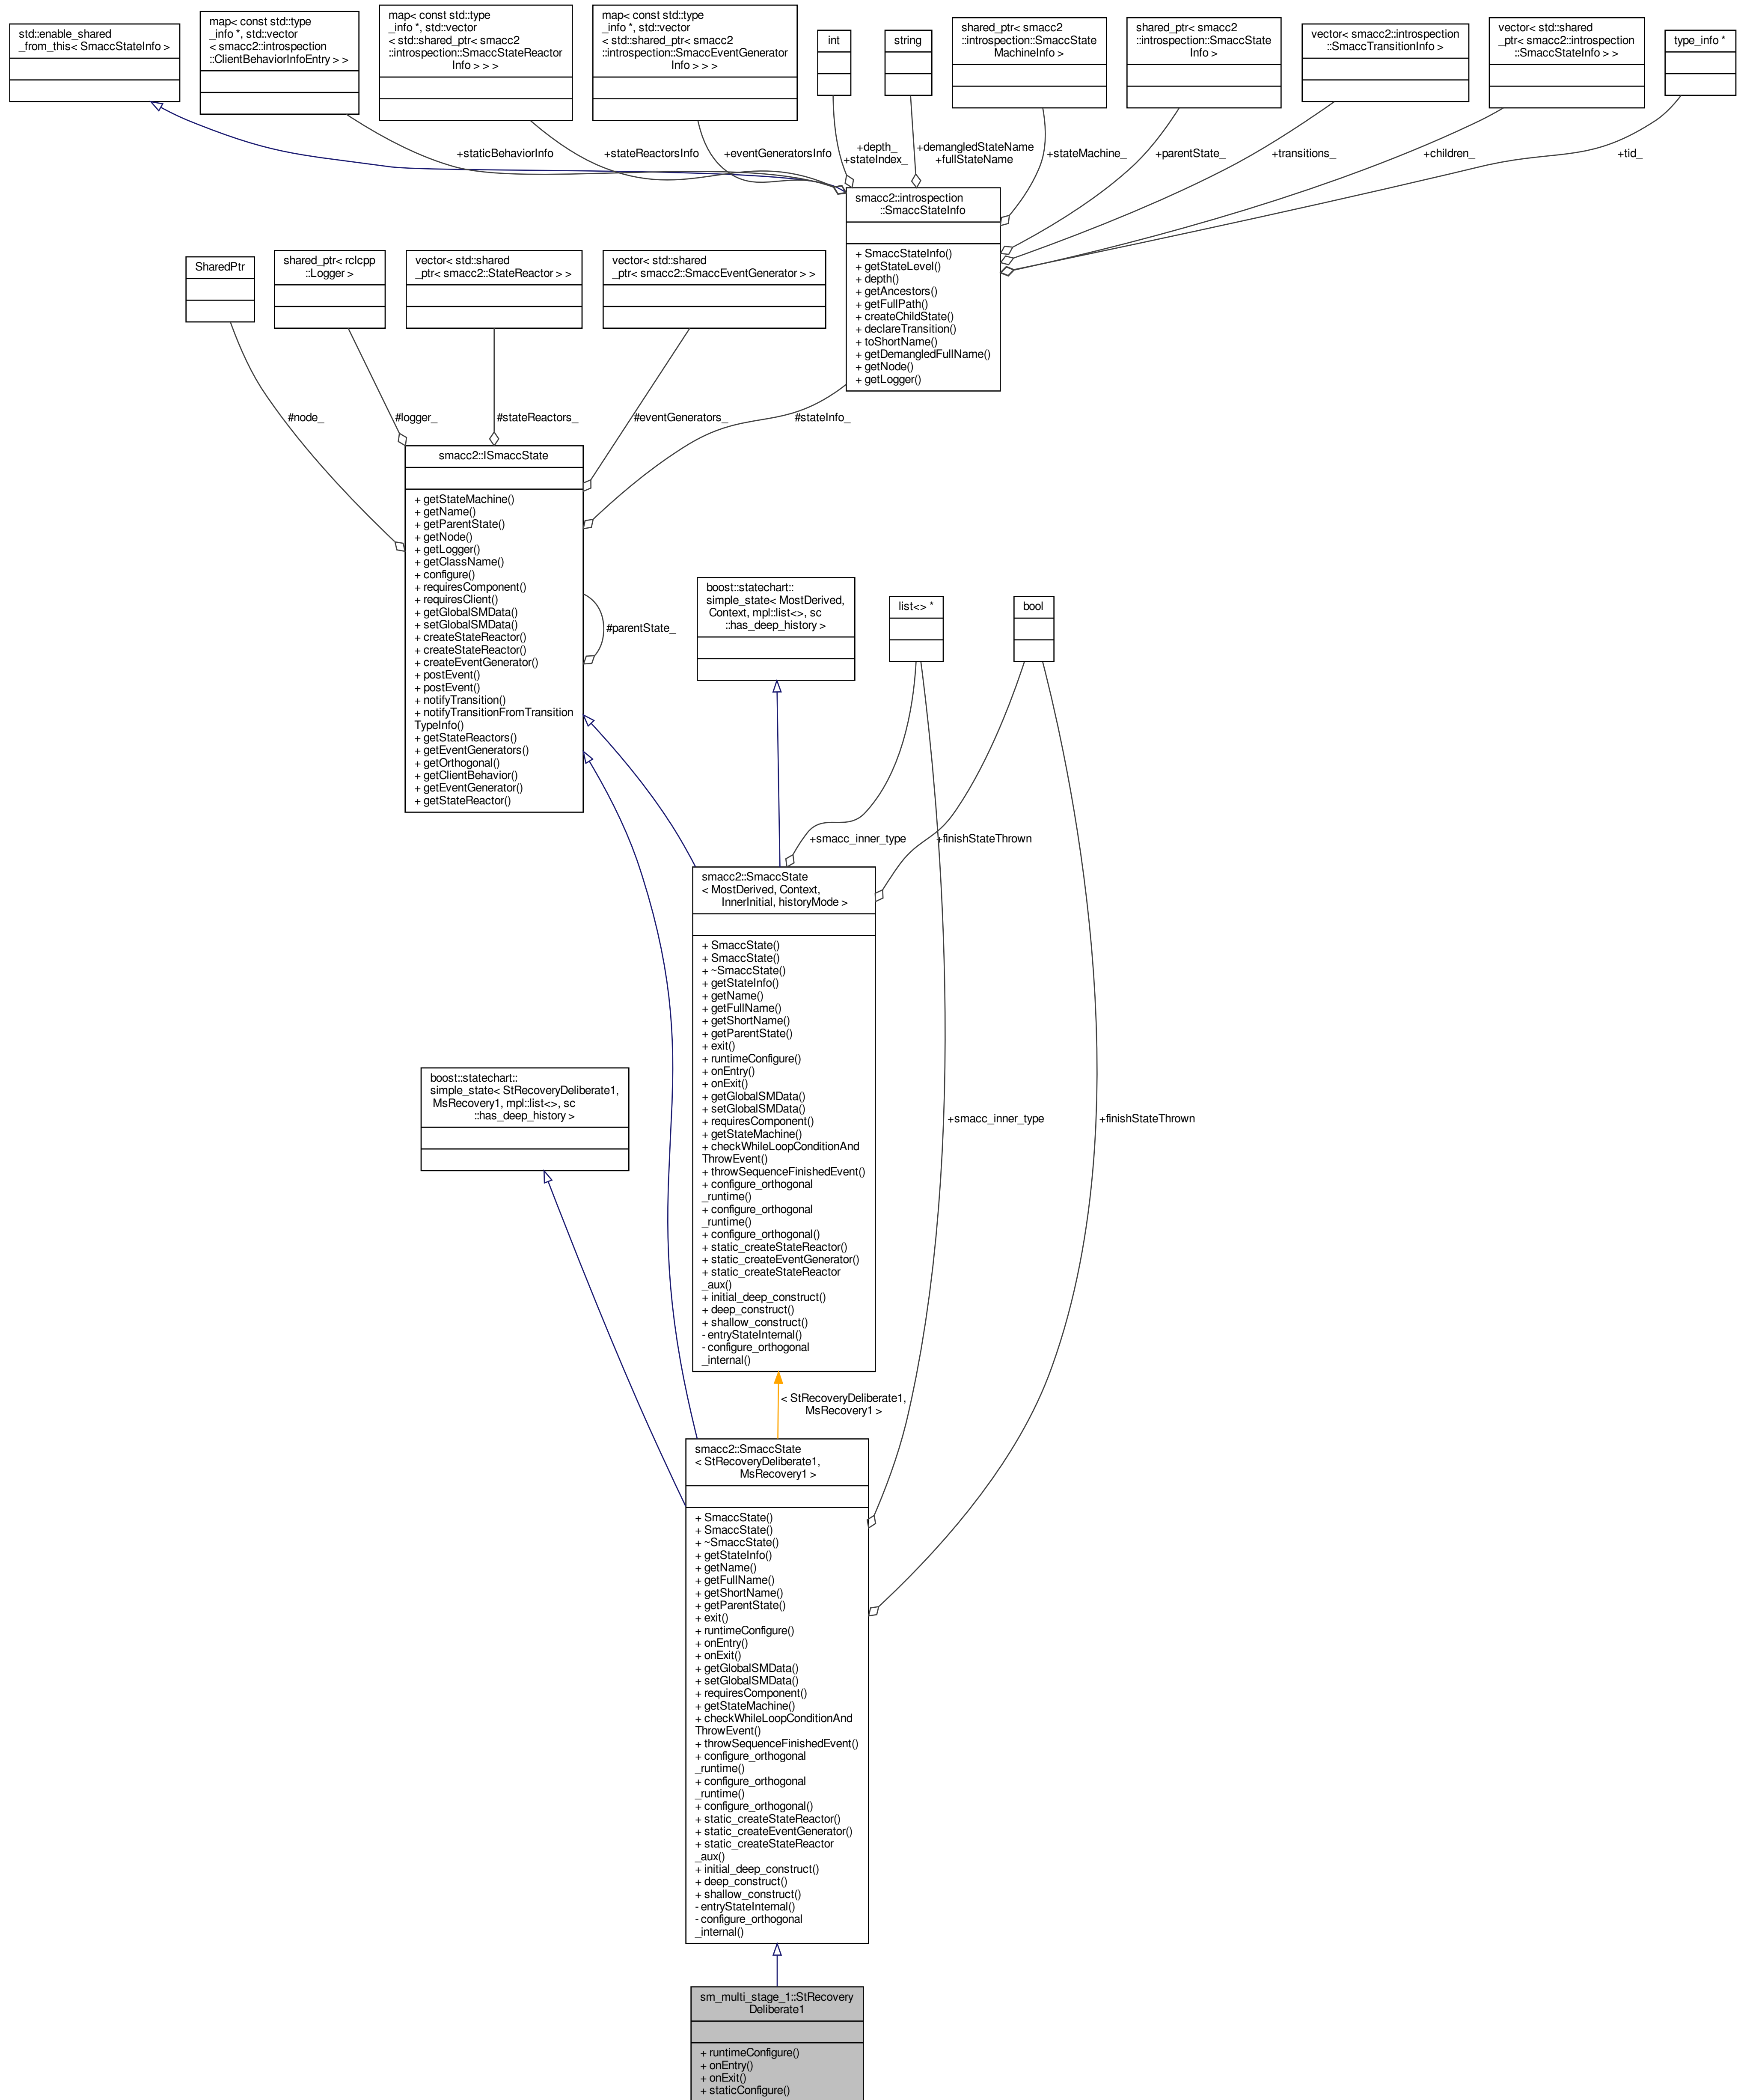 std::enable_shared
_from_this< SmaccStateInfo >
map< const std::type
_info *, std::vector
< smacc2::introspection
::ClientBehaviorInfoEntry > >
map< const std::type
_info *, std::vector
< std::shared_ptr< smacc2
::introspection::SmaccStateReactor
Info > > >
map< const std::type
_info *, std::vector
< std::shared_ptr< smacc2
::introspection::SmaccEventGenerator
Info > > >
int
string
shared_ptr< smacc2
::introspection::SmaccState
MachineInfo >
shared_ptr< smacc2
::introspection::SmaccState
Info >
vector< smacc2::introspection
::SmaccTransitionInfo >
vector< std::shared
_ptr< smacc2::introspection
::SmaccStateInfo > >
type_info *
+staticBehaviorInfo
+stateReactorsInfo
+eventGeneratorsInfo
+depth_
+stateIndex_
+demangledStateName
+fullStateName
+stateMachine_
+parentState_
+transitions_
+children_
+tid_
smacc2::introspection
::SmaccStateInfo
+ SmaccStateInfo()
+ getStateLevel()
+ depth()
+ getAncestors()
+ getFullPath()
+ createChildState()
+ declareTransition()
+ toShortName()
+ getDemangledFullName()
+ getNode()
+ getLogger()
SharedPtr
shared_ptr< rclcpp
::Logger >
vector< std::shared
_ptr< smacc2::StateReactor > >
vector< std::shared
_ptr< smacc2::SmaccEventGenerator > >
#node_
#logger_
#stateReactors_
#eventGenerators_
#stateInfo_
smacc2::ISmaccState
+ getStateMachine()
+ getName()
+ getParentState()
+ getNode()
+ getLogger()
+ getClassName()
+ configure()
+ requiresComponent()
+ requiresClient()
+ getGlobalSMData()
+ setGlobalSMData()
+ createStateReactor()
+ createStateReactor()
+ createEventGenerator()
+ postEvent()
+ postEvent()
+ notifyTransition()
+ notifyTransitionFromTransition
TypeInfo()
+ getStateReactors()
+ getEventGenerators()
+ getOrthogonal()
+ getClientBehavior()
+ getEventGenerator()
+ getStateReactor()
#parentState_
boost::statechart::
simple_state< MostDerived,
Context, mpl::list<>, sc
::has_deep_history >
list<> *
bool
+smacc_inner_type
+finishStateThrown
smacc2::SmaccState
< MostDerived, Context,
InnerInitial, historyMode >
+ SmaccState()
+ SmaccState()
+ ~SmaccState()
+ getStateInfo()
+ getName()
+ getFullName()
+ getShortName()
+ getParentState()
+ exit()
+ runtimeConfigure()
+ onEntry()
+ onExit()
+ getGlobalSMData()
+ setGlobalSMData()
+ requiresComponent()
+ getStateMachine()
+ checkWhileLoopConditionAnd
ThrowEvent()
+ throwSequenceFinishedEvent()
+ configure_orthogonal
_runtime()
+ configure_orthogonal
_runtime()
+ configure_orthogonal()
+ static_createStateReactor()
+ static_createEventGenerator()
+ static_createStateReactor
_aux()
+ initial_deep_construct()
+ deep_construct()
+ shallow_construct()
- entryStateInternal()
- configure_orthogonal
_internal()
boost::statechart::
simple_state< StRecoveryDeliberate1,
MsRecovery1, mpl::list<>, sc
::has_deep_history >
+smacc_inner_type
+finishStateThrown
< StRecoveryDeliberate1,
MsRecovery1 >
smacc2::SmaccState
< StRecoveryDeliberate1,
MsRecovery1 >
+ SmaccState()
+ SmaccState()
+ ~SmaccState()
+ getStateInfo()
+ getName()
+ getFullName()
+ getShortName()
+ getParentState()
+ exit()
+ runtimeConfigure()
+ onEntry()
+ onExit()
+ getGlobalSMData()
+ setGlobalSMData()
+ requiresComponent()
+ getStateMachine()
+ checkWhileLoopConditionAnd
ThrowEvent()
+ throwSequenceFinishedEvent()
+ configure_orthogonal
_runtime()
+ configure_orthogonal
_runtime()
+ configure_orthogonal()
+ static_createStateReactor()
+ static_createEventGenerator()
+ static_createStateReactor
_aux()
+ initial_deep_construct()
+ deep_construct()
+ shallow_construct()
- entryStateInternal()
- configure_orthogonal
_internal()
sm_multi_stage_1::StRecovery
Deliberate1
+ runtimeConfigure()
+ onEntry()
+ onExit()
+ staticConfigure()